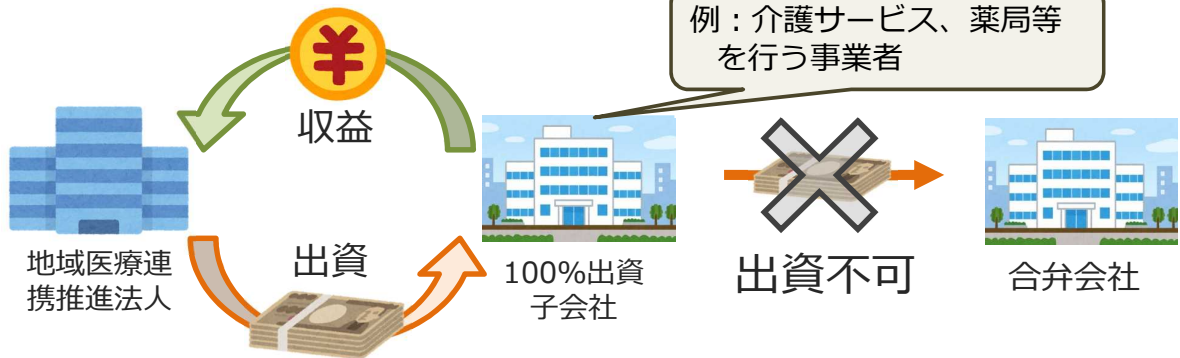 例：介護サービス、薬局等
を行う事業者
収益
地域医療連
携推進法人
出資
100%出資
子会社
出資不可
合弁会社